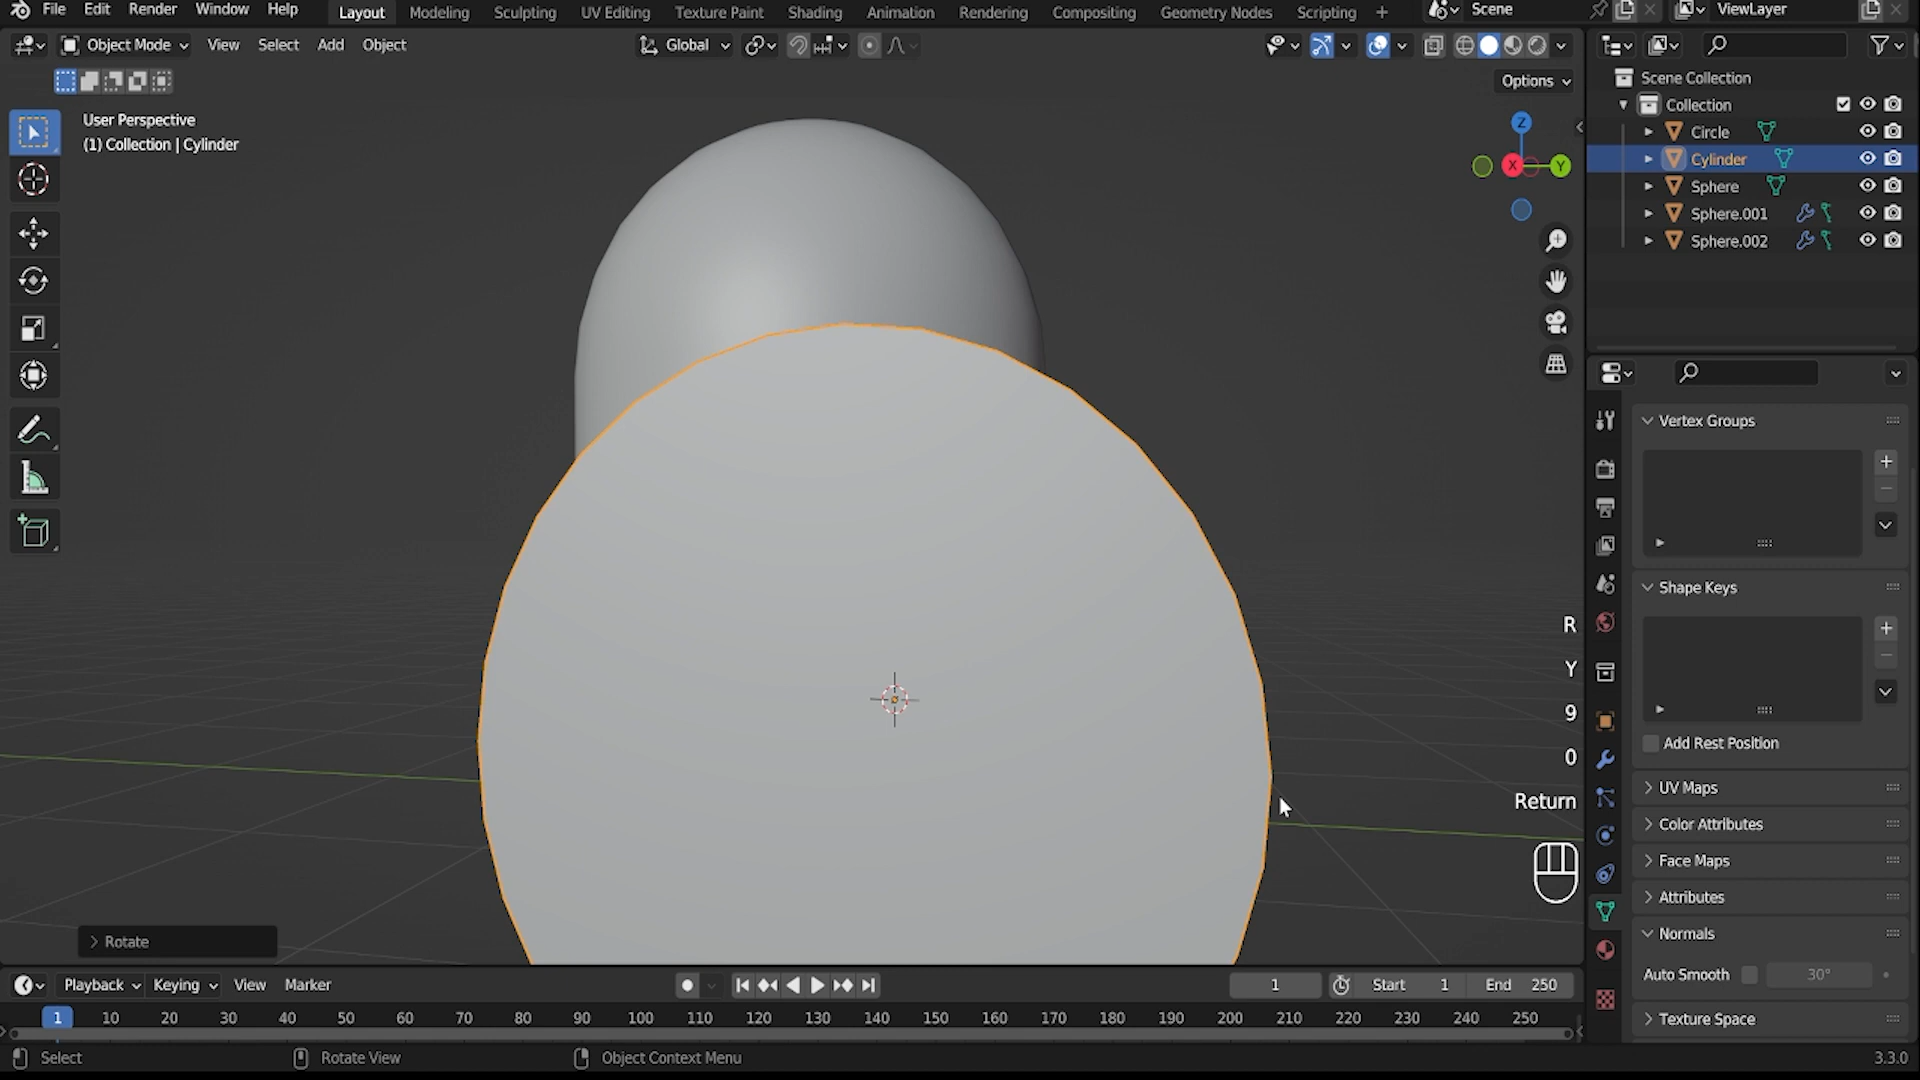 File Edit Render Window Help
Layout Modeling Sculpting UV Editing Texture Paint Shading Animation Rendering Compositing Geometry Nodes Scripting +
Scene ViewLayer
Object Mode View Select Add Object
Global
Options
User Perspective
(1) Collection | Cylinder
Z
X
Y
Scene Collection
Collection
Circle
Cylinder
Sphere
Sphere.001
Sphere.002
Vertex Groups
Shape Keys
Add Rest Position
UV Maps
Color Attributes
Face Maps
Attributes
Normals
Auto Smooth 30°
Texture Space
R
Y
9
0
Return
Rotate
Playback Keying View Marker
1 Start 1 End 250
1 10 20 30 40 50 60 70 80 90 100 110 120 130 140 150 160 170 180 190 200 210 220 230 240 250
Select Rotate View Object Context Menu
3.3.0